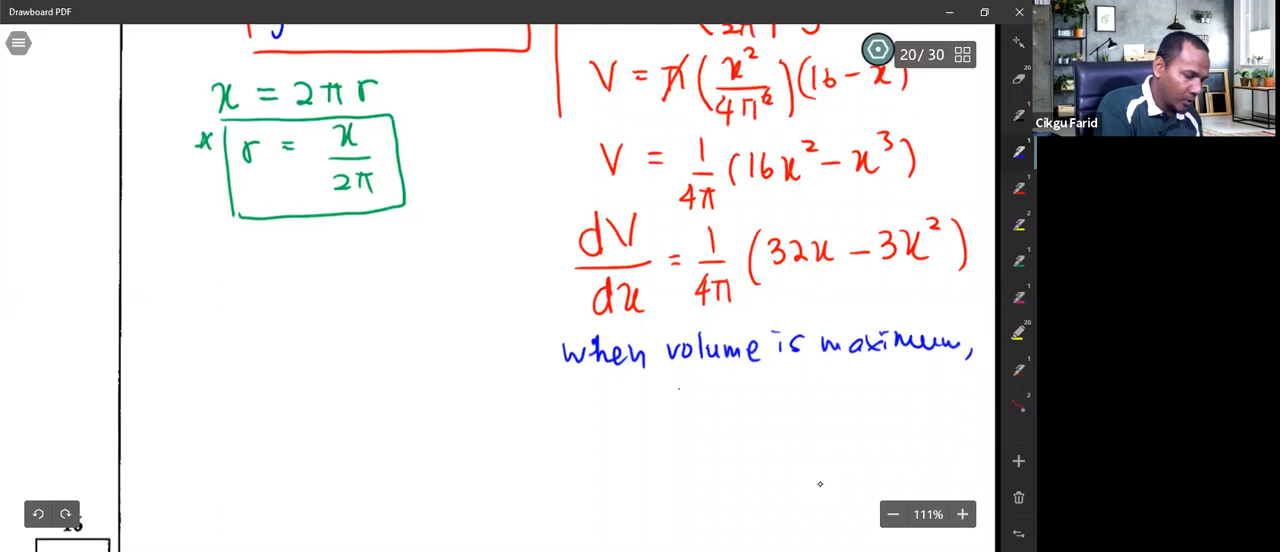 Drawboard PDF
20 / 30
V = π(x²/4π²)(16 - x)
Cikgu Farid
x = 2πr
* r = x/2π
V = 1/4π (16x² - x³)
dV/dx = 1/4π (32x - 3x²)
when volume is maximum,
111%